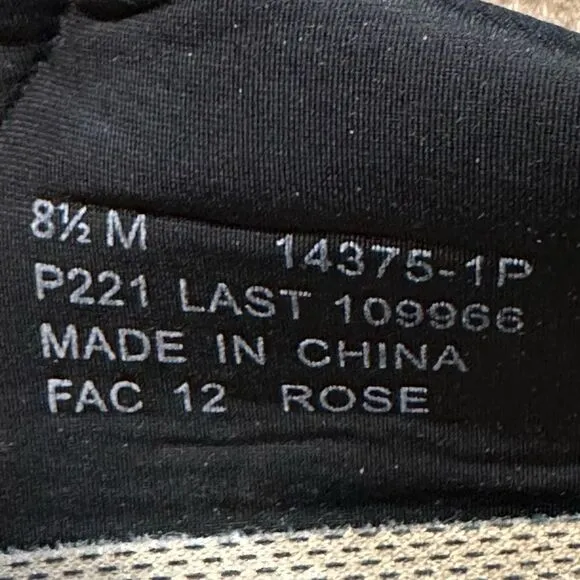 8½ M 14375-1P
P221 LAST 109966
MADE IN CHINA
FAC 12 ROSE